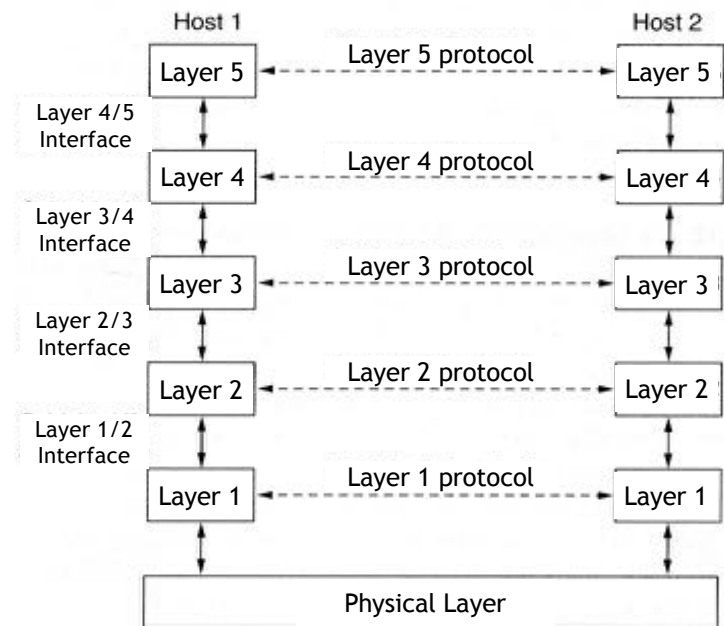 Host 1
Host 2
Layer 5
Layer 5 protocol
Layer 5
Layer 4/5
Interface
Layer 4
Layer 4 protocol
Layer 4
Layer 3/4
Interface
Layer 3
Layer 3 protocol
Layer 3
Layer 2/3
Interface
Layer 2
Layer 2 protocol
Layer 2
Layer 1/2
Interface
Layer 1
Layer 1 protocol
Layer 1
Physical Layer